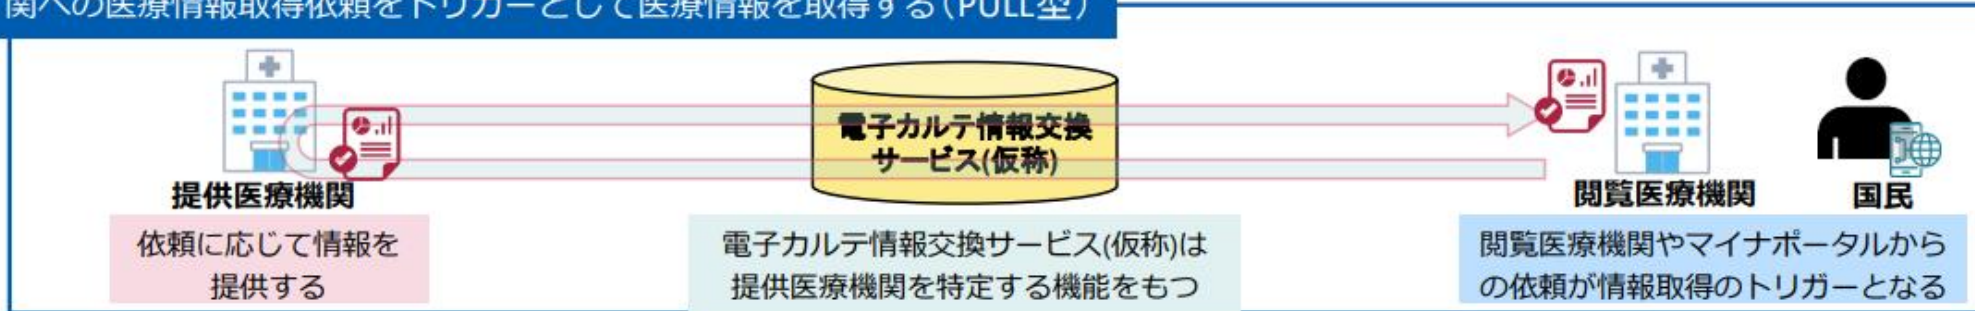 関への医療情報取得依頼をトリガーとして医療情報を取得する（PULL型）
電子カルテ情報交換
サービス(仮称)
提供医療機関
閲覧医療機関
国民
依頼に応じて情報を
提供する
電子カルテ情報交換サービス(仮称)は
提供医療機関を特定する機能をもつ
閲覧医療機関やマイナポータルから
の依頼が情報取得のトリガーとなる